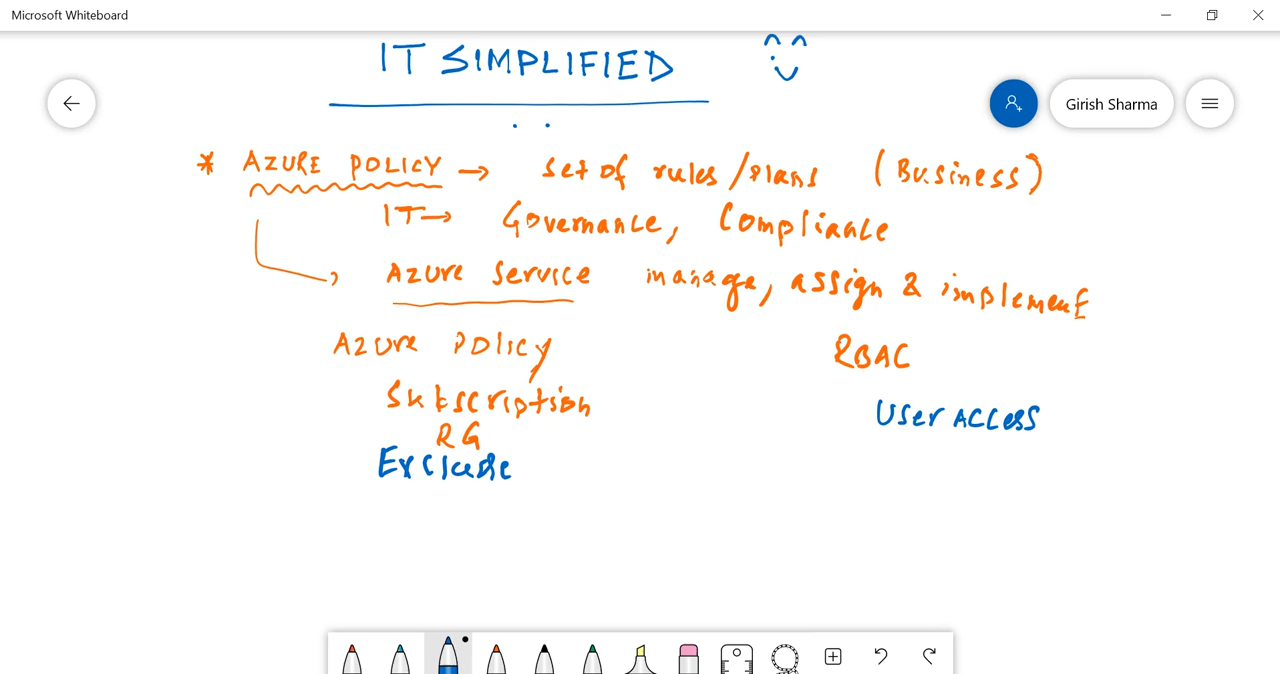 Microsoft Whiteboard
IT SIMPLIFIED
Girish Sharma
* AZURE POLICY → set of rules/plans (Business)
IT → Governance, Compliance
Azure Service manage, assign & implement
Azure Policy RBAC
Subscription User Access
RG
Exclude